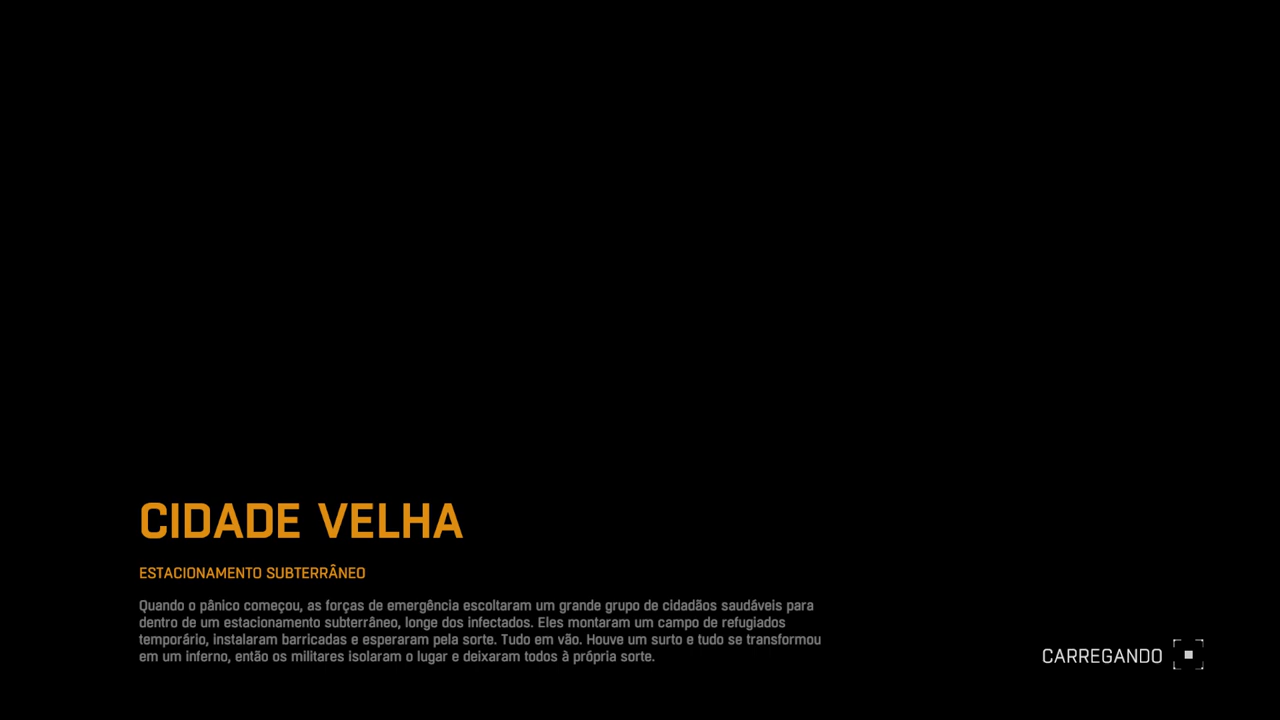 CIDADE VELHA
ESTACIONAMENTO SUBTERRÂNEO
Quando o pânico começou, as forças de emergência escoltaram um grande grupo de cidadãos saudáveis para
dentro de um estacionamento subterrâneo, longe dos infectados. Eles montaram um campo de refugiados
temporário, instalaram barricadas e esperaram pela sorte. Tudo em vão. Houve um surto e tudo se transformou
em um inferno, então os militares isolaram o lugar e deixaram todos à própria sorte.
CARREGANDO